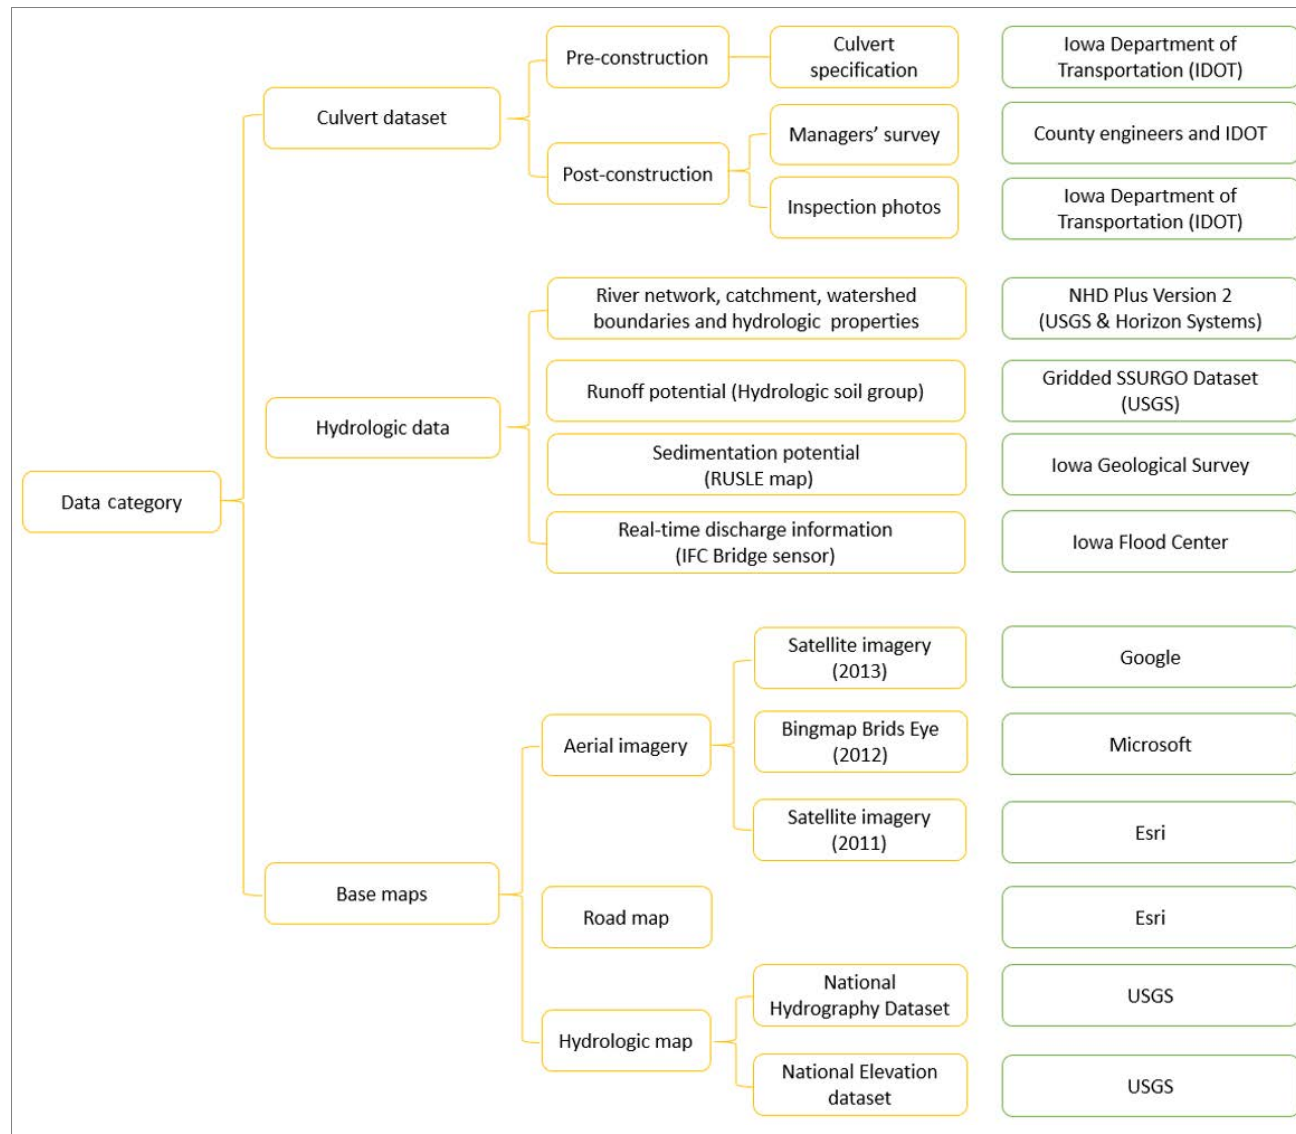 Pre-construction
Culvert
specification
Iowa Department of
Transportation (IDOT)
Culvert dataset
Managers' survey
County engineers and IDOT
Post-construction
Inspection photos
Iowa Department of
Transportation (IDOT)
River network, catchment, watershed
boundaries and hydrologic properties
NHD Plus Version 2
(USGS & Horizon Systems)
Runoff potential (Hydrologic soil group)
Gridded SSURGO Dataset
(USGS)
Hydrologic data
Sedimentation potential
(RUSLE map)
Iowa Geological Survey
Data category
Real-time discharge information
(IFC Bridge sensor)
Iowa Flood Center
Satellite imagery
(2013)
Google
Aerial imagery
Bingmap Brids Eye
(2012)
Microsoft
Satellite imagery
(2011)
Esri
Base maps
Road map
Esri
National
Hydrography Dataset
USGS
Hydrologic map
National Elevation
dataset
USGS